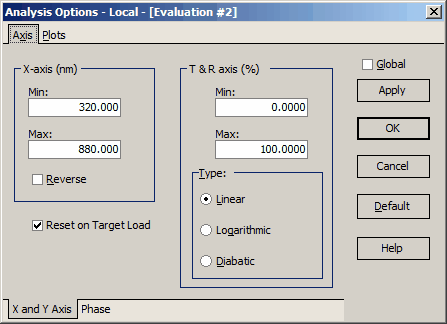 Analysis Options - Local - [Evaluation #2]
Axis Plots
X-axis (nm)
Min:
320.000
Max:
880.000
Reverse
Reset on Target Load
T & R axis (%)
Min:
0.0000
Max:
100.0000
Type:
Linear
Logarithmic
Diabatic
Global
Apply
OK
Cancel
Default
Help
X and Y Axis Phase